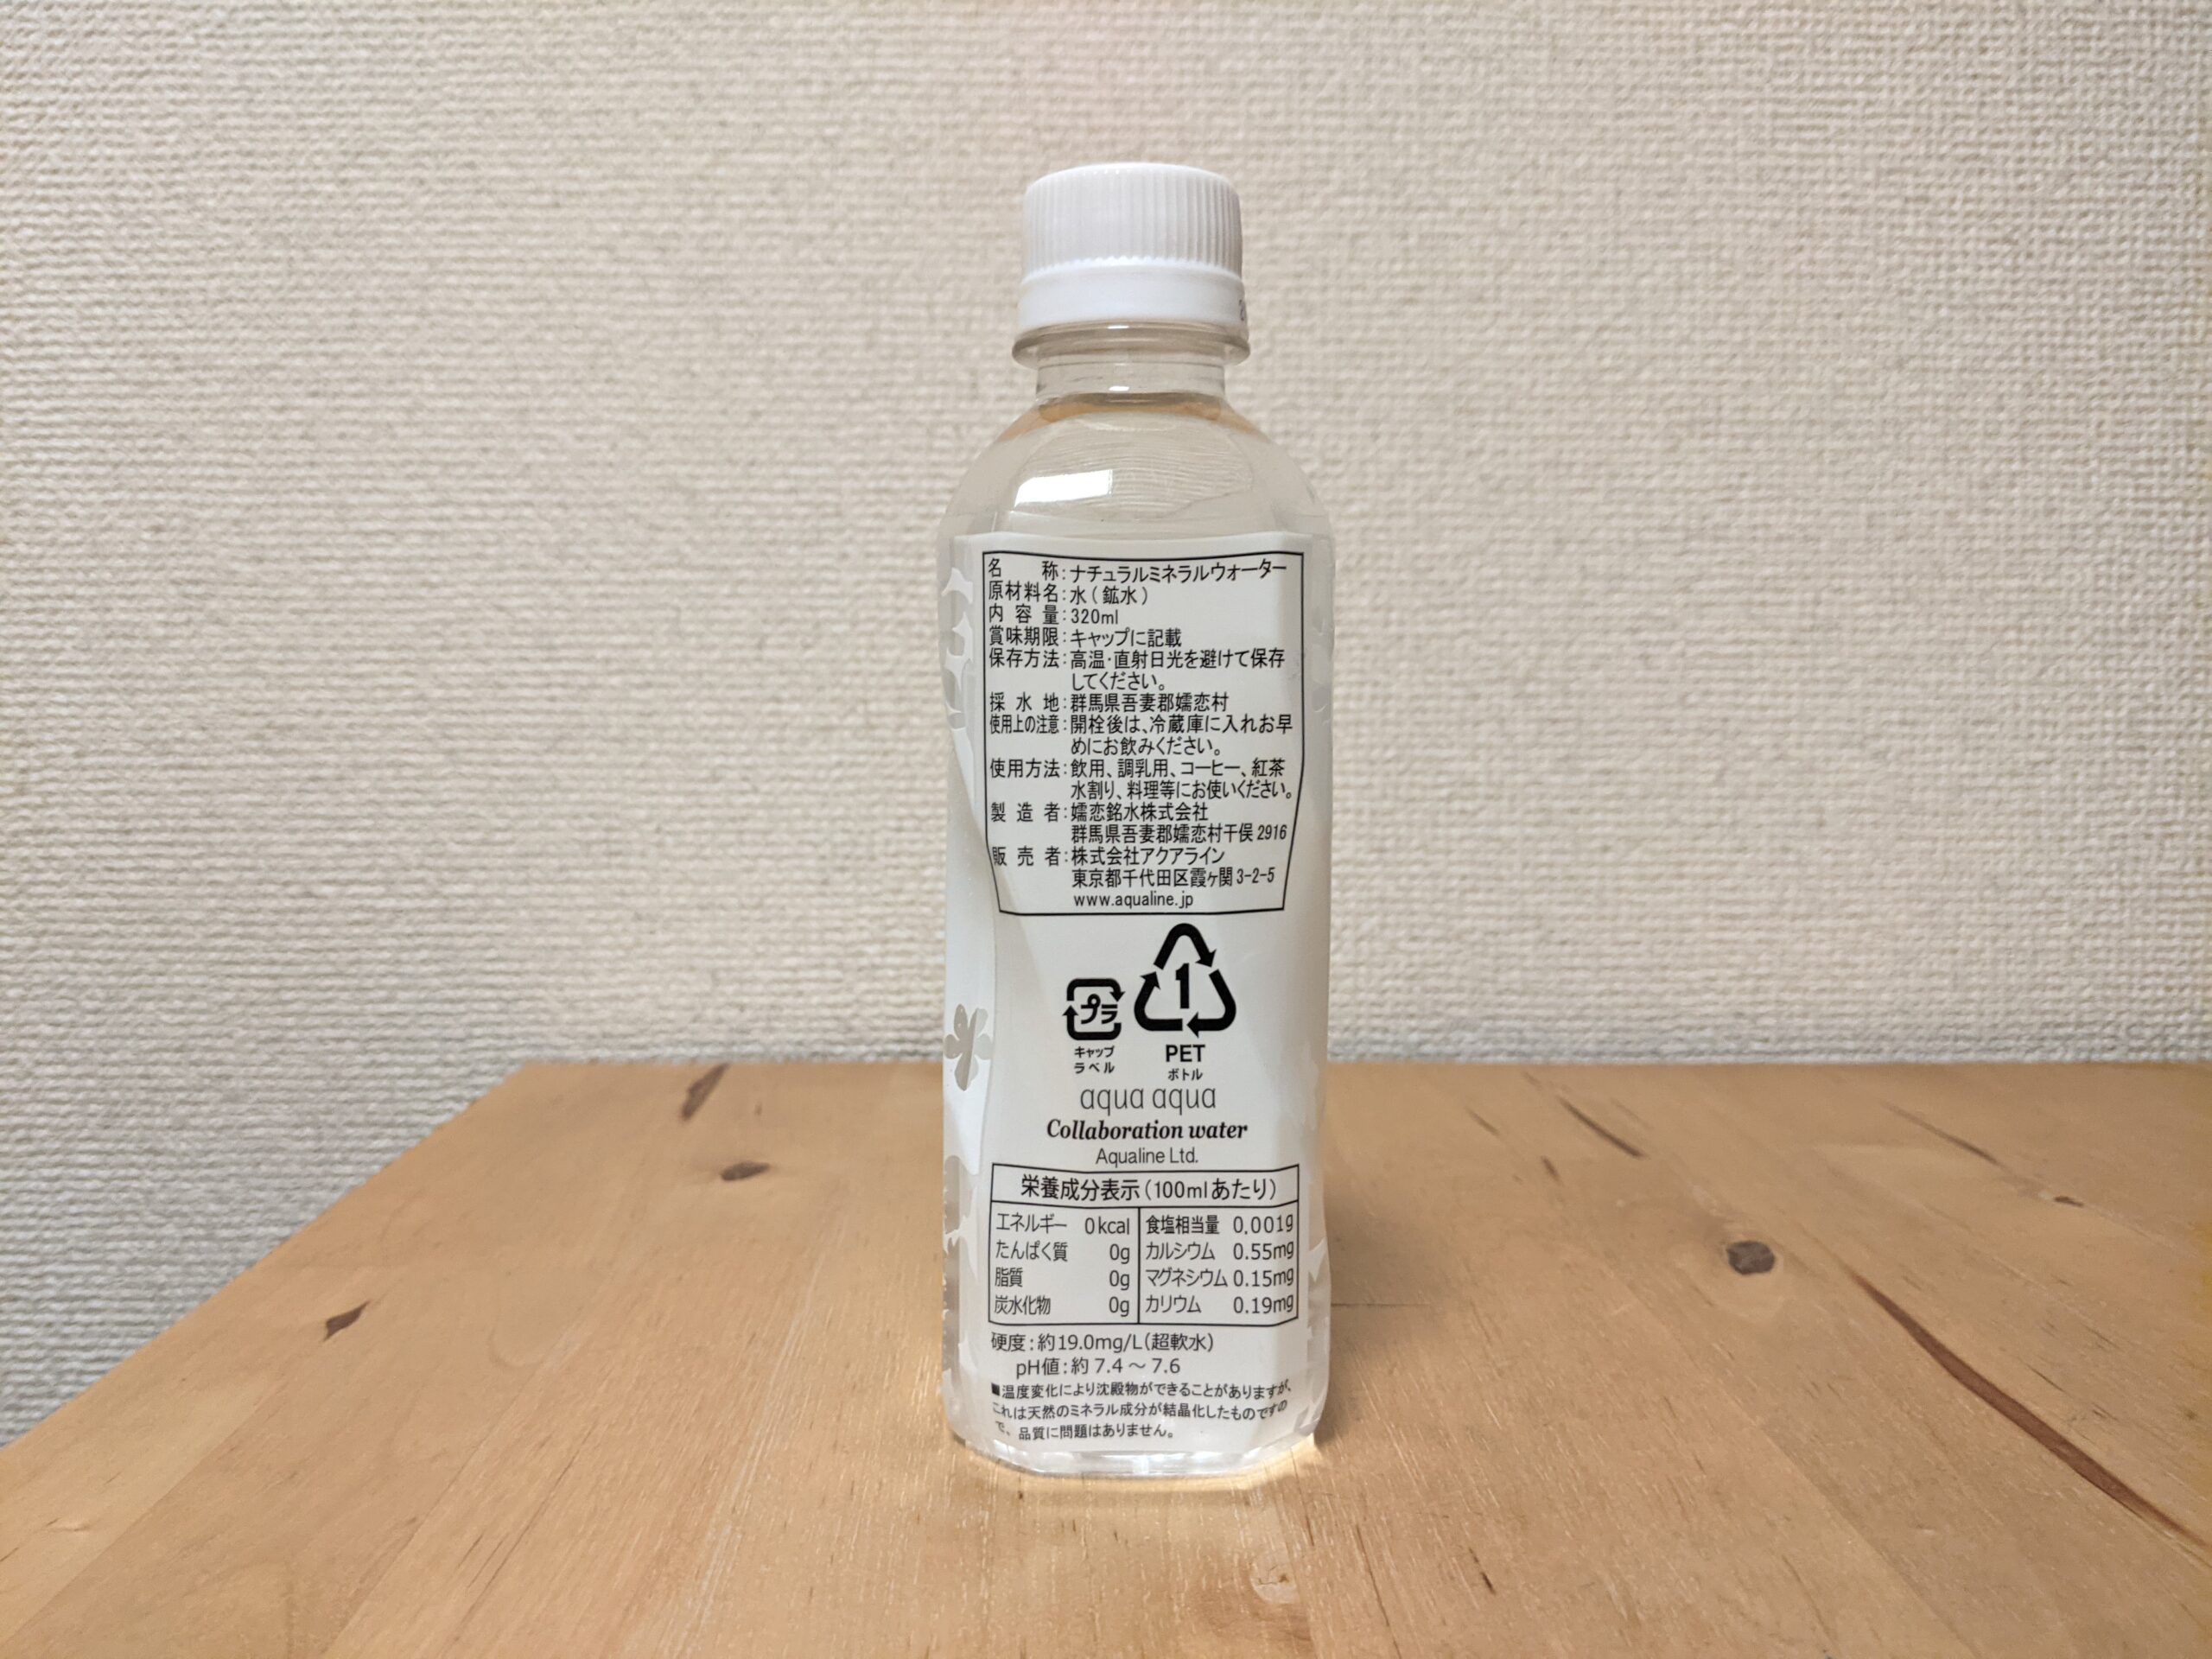 名 称:ナチュラルミネラルウォーター
原材料名:水(鉱水)
内容量:320ml
賞味期限:キャップに記載
保存方法:高温・直射日光を避けて保存
してください。
採水地:群馬県吾妻郡嬬恋村
使用上の注意:開栓後は、冷蔵庫に入れお早
めにお飲みください。
使用方法:飲用、調乳用、コーヒー、紅茶
水割り、料理等にお使いください。
製造者:嬬恋銘水株式会社
群馬県吾妻郡嬬恋村干俣2916
販売者:株式会社アクアライン
東京都千代田区霞ヶ関3-2-5
www.aqualine.jp
プラ 1
キャップ
ラベル
PET
ボトル
aqua aqua
Collaboration water
Aqualine Ltd.
栄養成分表示(100mlあたり)
エネルギー 0kcal 食塩相当量 0.001g
たんぱく質 0g カルシウム 0.55mg
脂質 0g マグネシウム 0.15mg
炭水化物 0g カリウム 0.19mg
硬度:約19.0mg/L(超軟水)
pH値:約7.4～7.6
■温度変化により沈殿物ができることがありますが、
これは天然のミネラル成分が結晶化したものですの
で、品質に問題はありません。